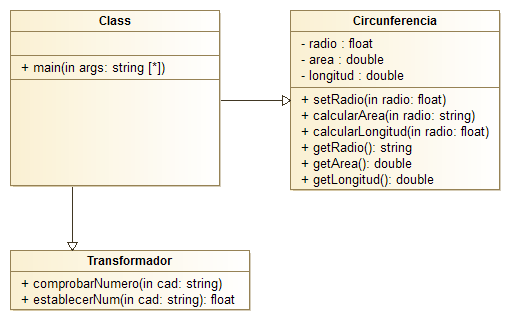 Class
+ main(in args: string [*])
Circunferencia
- radio : float
- area : double
- longitud : double
+ setRadio(in radio: float)
+ calcularArea(in radio: string)
+ calcularLongitud(in radio: float)
+ getRadio(): string
+ getArea(): double
+ getLongitud(): double
Transformador
+ comprobarNumero(in cad: string)
+ establecerNum(in cad: string): float